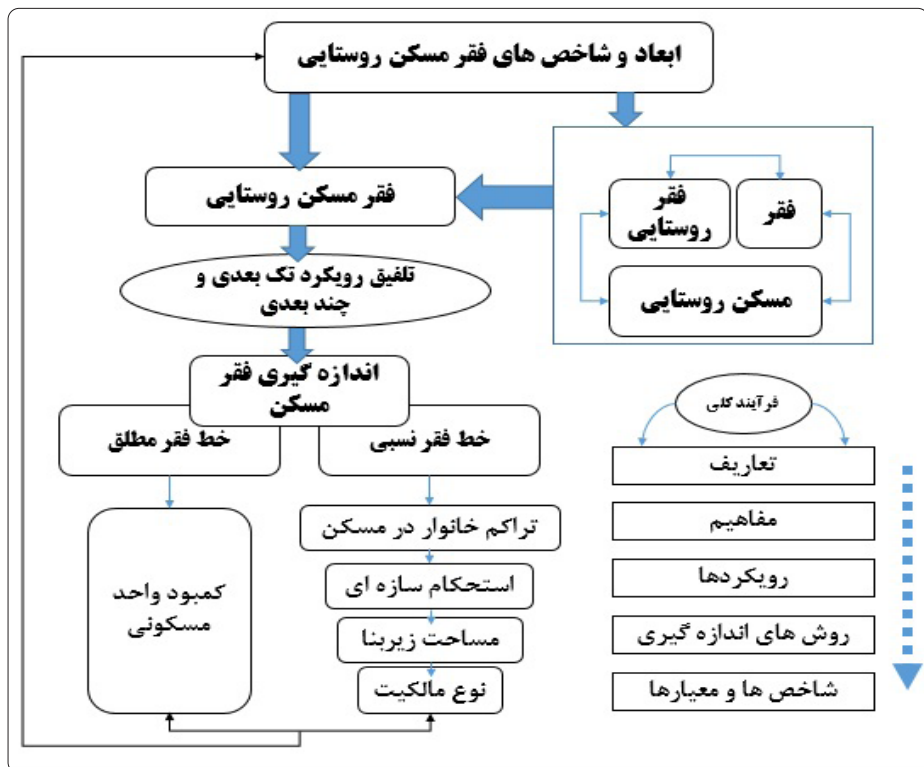 ابعاد و شاخص های فقر مسکن روستایی
فقر مسکن روستایی
فقر
فقر
روستایی
مسکن روستایی
تلفیق رویکرد تک بعدی و
چند بعدی
اندازه گیری فقر
مسکن
خط فقر نسبی
خط فقر مطلق
تراکم خانوار در مسکن
استحکام سازه ای
مساحت زیربنا
نوع مالکیت
کمبود واحد
مسکونی
فرآیند کلی
تعاریف
مفاهیم
رویکردها
روش های اندازه گیری
شاخص ها و معیارها